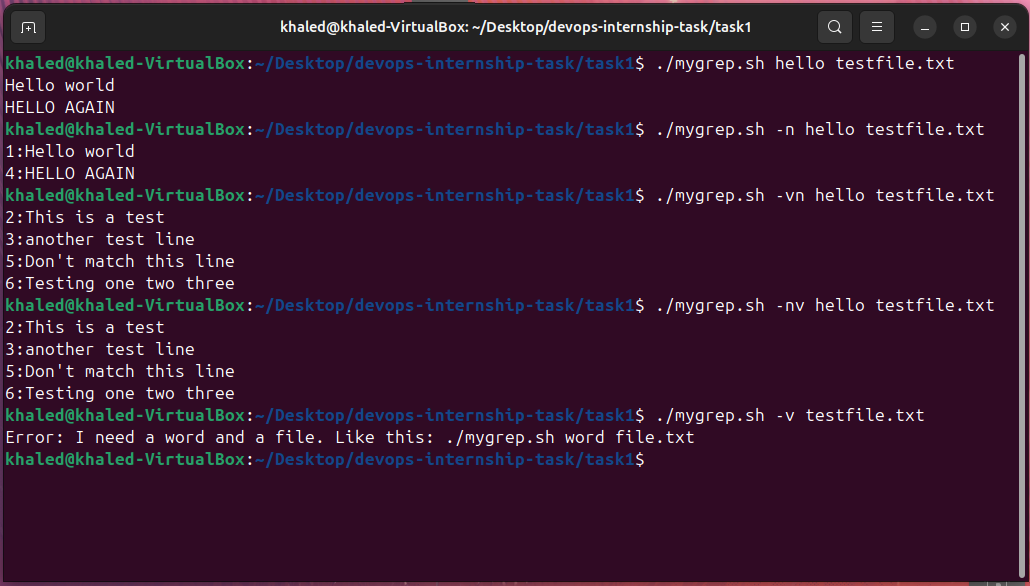 khaled@khaled-VirtualBox: ~/Desktop/devops-internship-task/task1
khaled@khaled-VirtualBox:~/Desktop/devops-internship-task/task1$ ./mygrep.sh hello testfile.txt
Hello world
HELLO AGAIN
khaled@khaled-VirtualBox:~/Desktop/devops-internship-task/task1$ ./mygrep.sh -n hello testfile.txt
1:Hello world
4:HELLO AGAIN
khaled@khaled-VirtualBox:~/Desktop/devops-internship-task/task1$ ./mygrep.sh -vn hello testfile.txt
2:This is a test
3:another test line
5:Don't match this line
6:Testing one two three
khaled@khaled-VirtualBox:~/Desktop/devops-internship-task/task1$ ./mygrep.sh -nv hello testfile.txt
2:This is a test
3:another test line
5:Don't match this line
6:Testing one two three
khaled@khaled-VirtualBox:~/Desktop/devops-internship-task/task1$ ./mygrep.sh -v testfile.txt
Error: I need a word and a file. Like this: ./mygrep.sh word file.txt
khaled@khaled-VirtualBox:~/Desktop/devops-internship-task/task1$